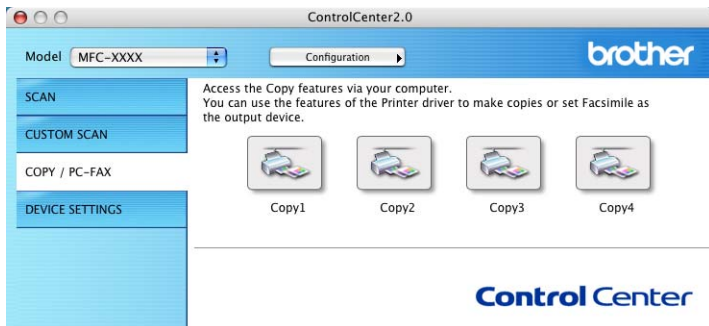 ControlCenter2.0
Model MFC-XXXX Configuration brother
SCAN
CUSTOM SCAN
COPY / PC-FAX
DEVICE SETTINGS
Access the Copy features via your computer.
You can use the features of the Printer driver to make copies or set Facsimile as
the output device.
Copy1 Copy2 Copy3 Copy4
Control Center